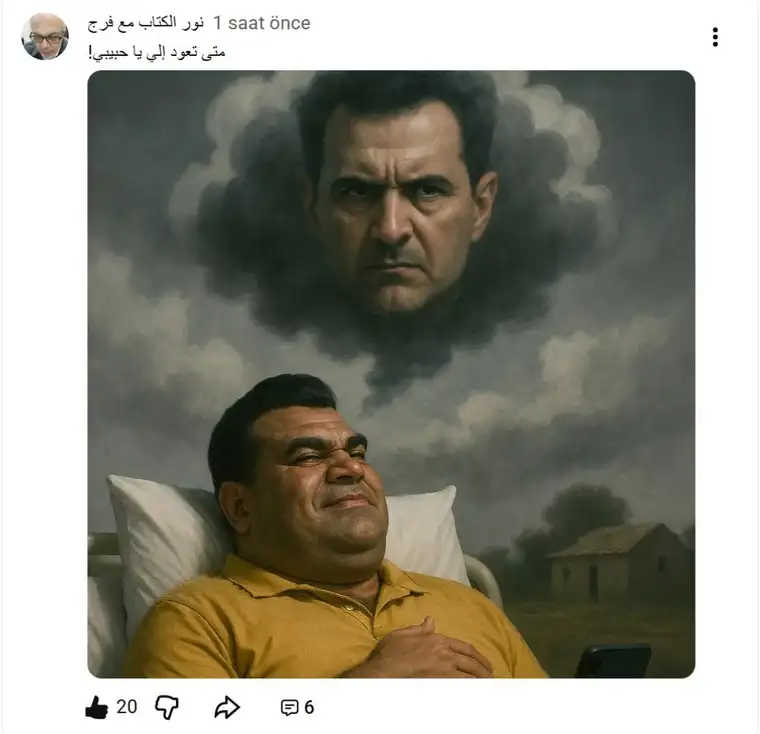 نور الكتاب مع فرج 1 saat önce
متى تعود إلي يا حبيبي!
20 6